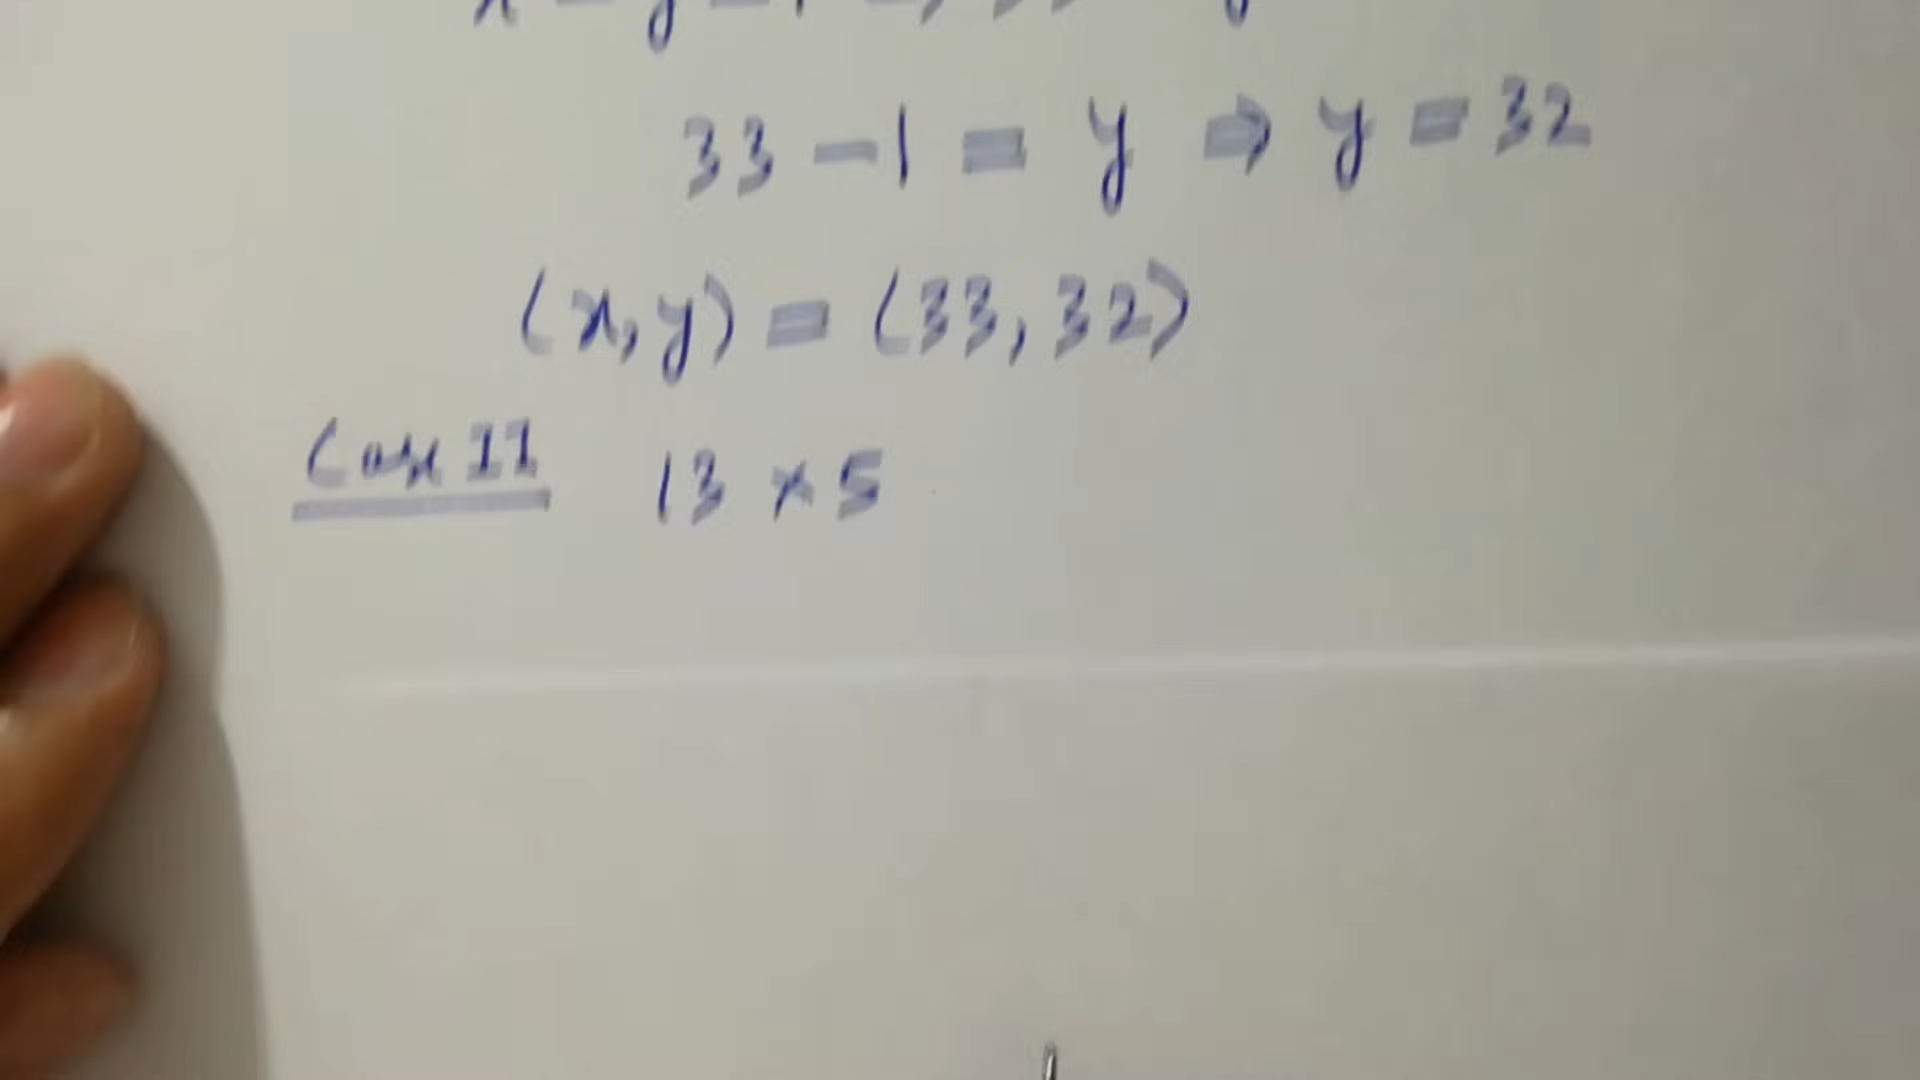 33 - 1 = y ⇒ y = 32
(x, y) = (33, 32)
Case II 13 × 5